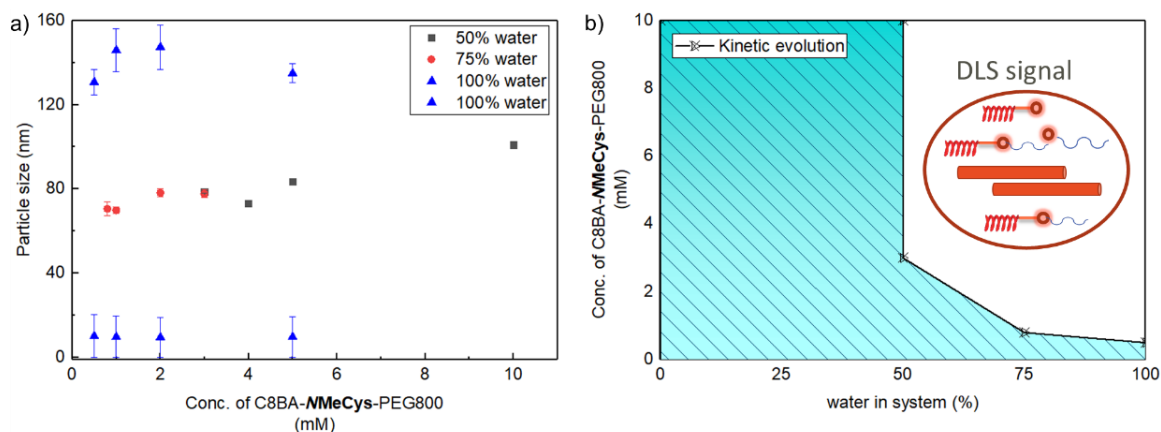 a)
160
120
80
40
0
Particle size (nm)
50% water
75% water
100% water
100% water
0 2 4 6 8 10
Conc. of C8BA-NMeCys-PEG800
(mM)
b)
10
8
6
4
2
0
Conc. of C8BA-NMeCys-PEG800
(mM)
Kinetic evolution
DLS signal
0 25 50 75 100
water in system (%)